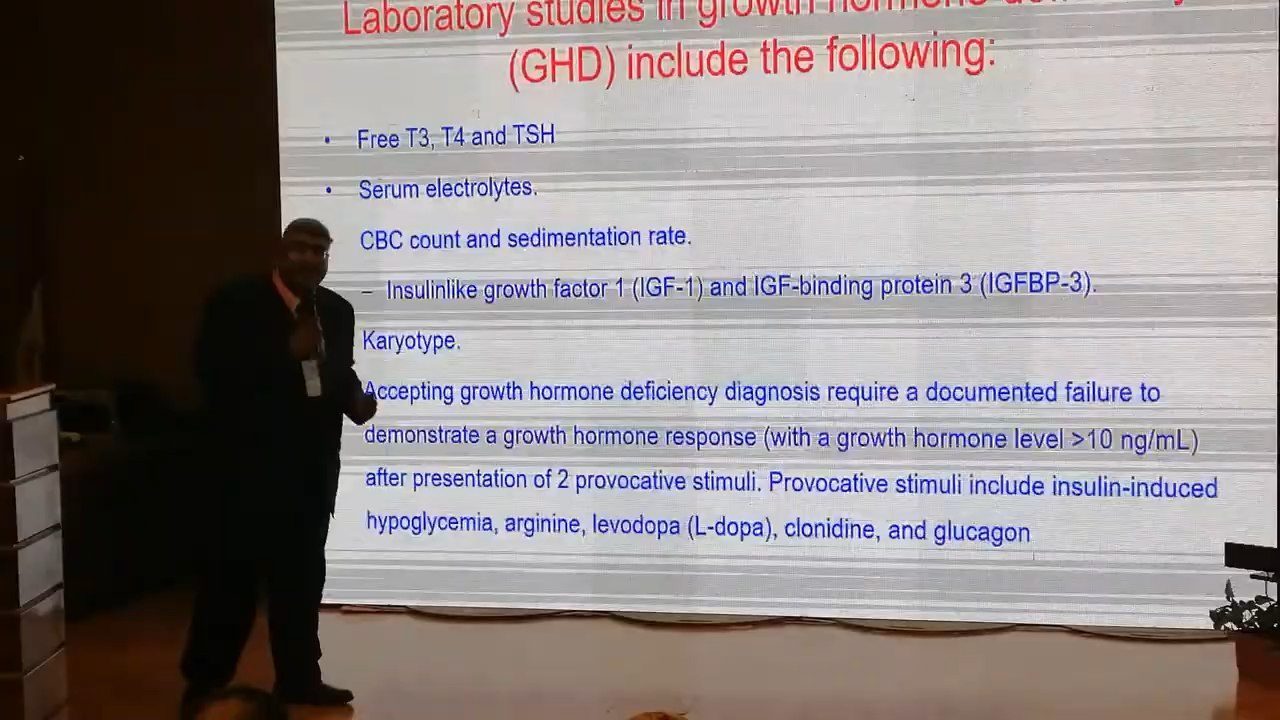 Laboratory studies in growth hormone
(GHD) include the following:
• Free T3, T4 and TSH
• Serum electrolytes.
CBC count and sedimentation rate.
– Insulinlike growth factor 1 (IGF-1) and IGF-binding protein 3 (IGFBP-3).
Karyotype.
Accepting growth hormone deficiency diagnosis require a documented failure to
demonstrate a growth hormone response (with a growth hormone level >10 ng/mL)
after presentation of 2 provocative stimuli. Provocative stimuli include insulin-induced
hypoglycemia, arginine, levodopa (L-dopa), clonidine, and glucagon